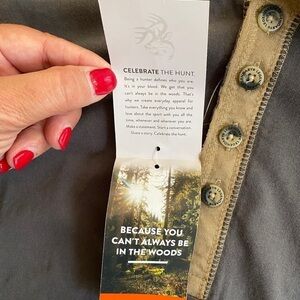 CELEBRATE THE HUNT.
Being a hunter defines who you are.
It's in your blood. We get that you
can't always be in the woods. That's
why we create everyday apparel for
hunters. Take everything you know and
love about the sport with you all the
time, wherever and wherever you are.
Make a statement. Start a conversation.
Share a story. Celebrate the hunt.
BECAUSE YOU
CAN'T ALWAYS BE
IN THE WOODS